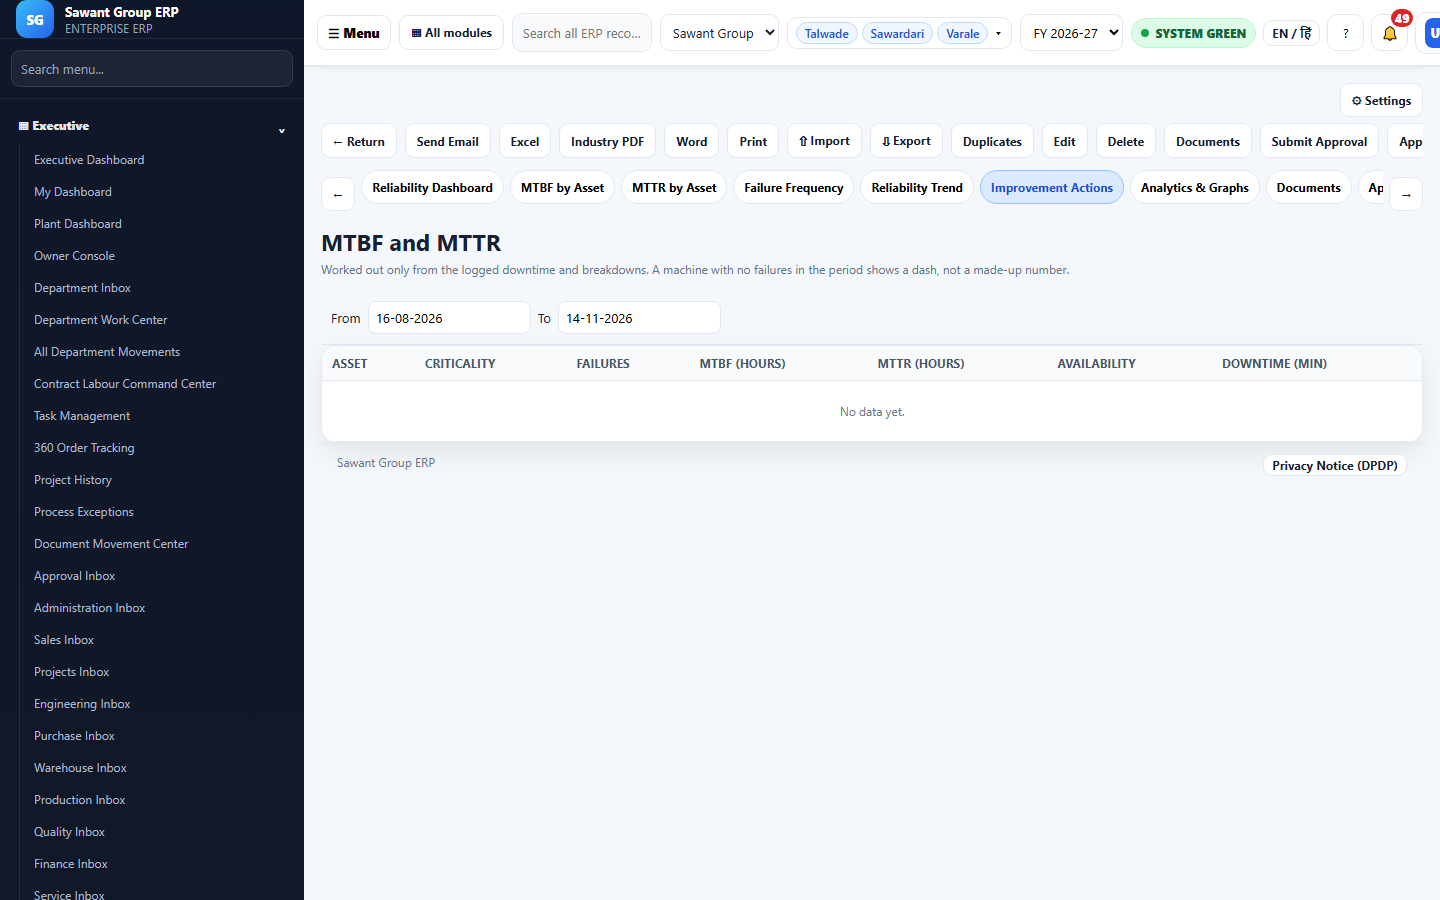 SG
Sawant Group ERP
ENTERPRISE ERP
Search menu...
Executive
Executive Dashboard
My Dashboard
Plant Dashboard
Owner Console
Department Inbox
Department Work Center
All Department Movements
Contract Labour Command Center
Task Management
360 Order Tracking
Project History
Process Exceptions
Document Movement Center
Approval Inbox
Administration Inbox
Sales Inbox
Projects Inbox
Engineering Inbox
Purchase Inbox
Warehouse Inbox
Production Inbox
Quality Inbox
Finance Inbox
Service Inbox
☰ Menu
All modules
Search all ERP reco...
Sawant Group
Talwade Sawardari Varale
FY 2026-27
SYSTEM GREEN
EN / हिं
?
49
U
⚙ Settings
← Return Send Email Excel Industry PDF Word Print ⇧ Import ⇩ Export Duplicates Edit Delete Documents Submit Approval App
← Reliability Dashboard MTBF by Asset MTTR by Asset Failure Frequency Reliability Trend Improvement Actions Analytics & Graphs Documents Ap →
MTBF and MTTR
Worked out only from the logged downtime and breakdowns. A machine with no failures in the period shows a dash, not a made-up number.
From 16-08-2026 To 14-11-2026
ASSET CRITICALITY FAILURES MTBF (HOURS) MTTR (HOURS) AVAILABILITY DOWNTIME (MIN)
No data yet.
Sawant Group ERP
Privacy Notice (DPDP)